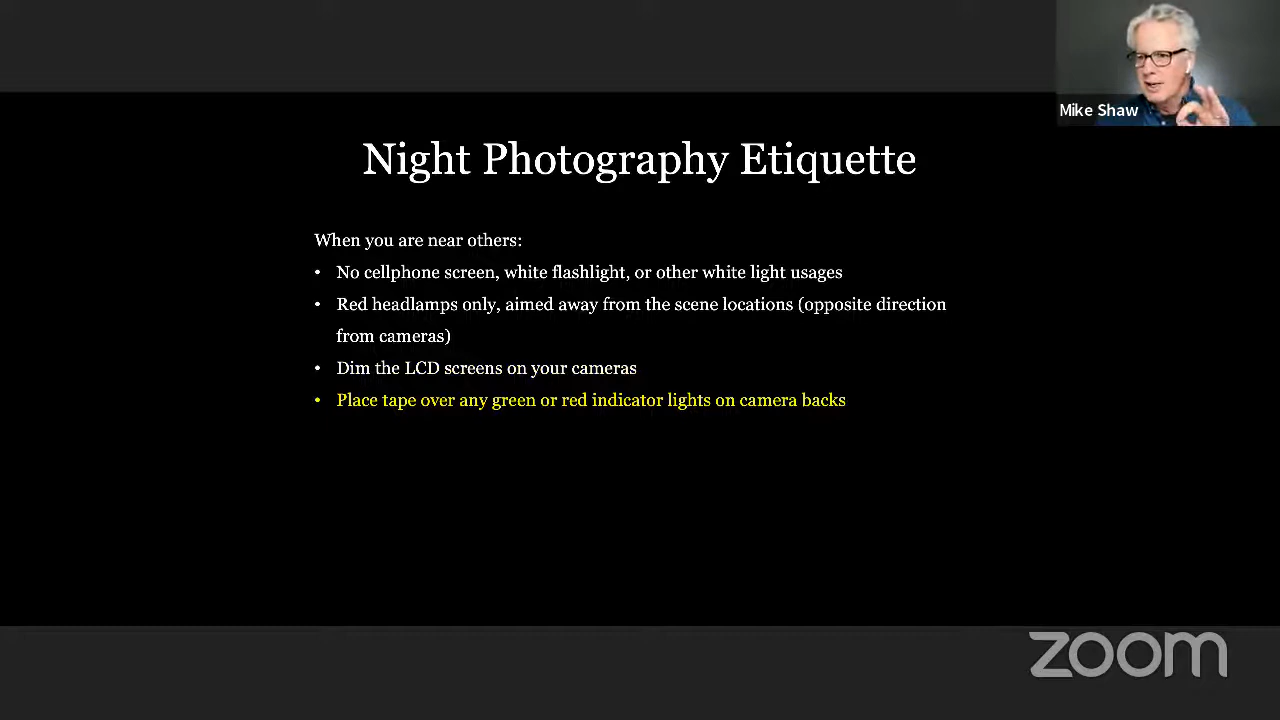 Mike Shaw
Night Photography Etiquette
When you are near others:
• No cellphone screen, white flashlight, or other white light usages
• Red headlamps only, aimed away from the scene locations (opposite direction
from cameras)
• Dim the LCD screens on your cameras
• Place tape over any green or red indicator lights on camera backs
zoom